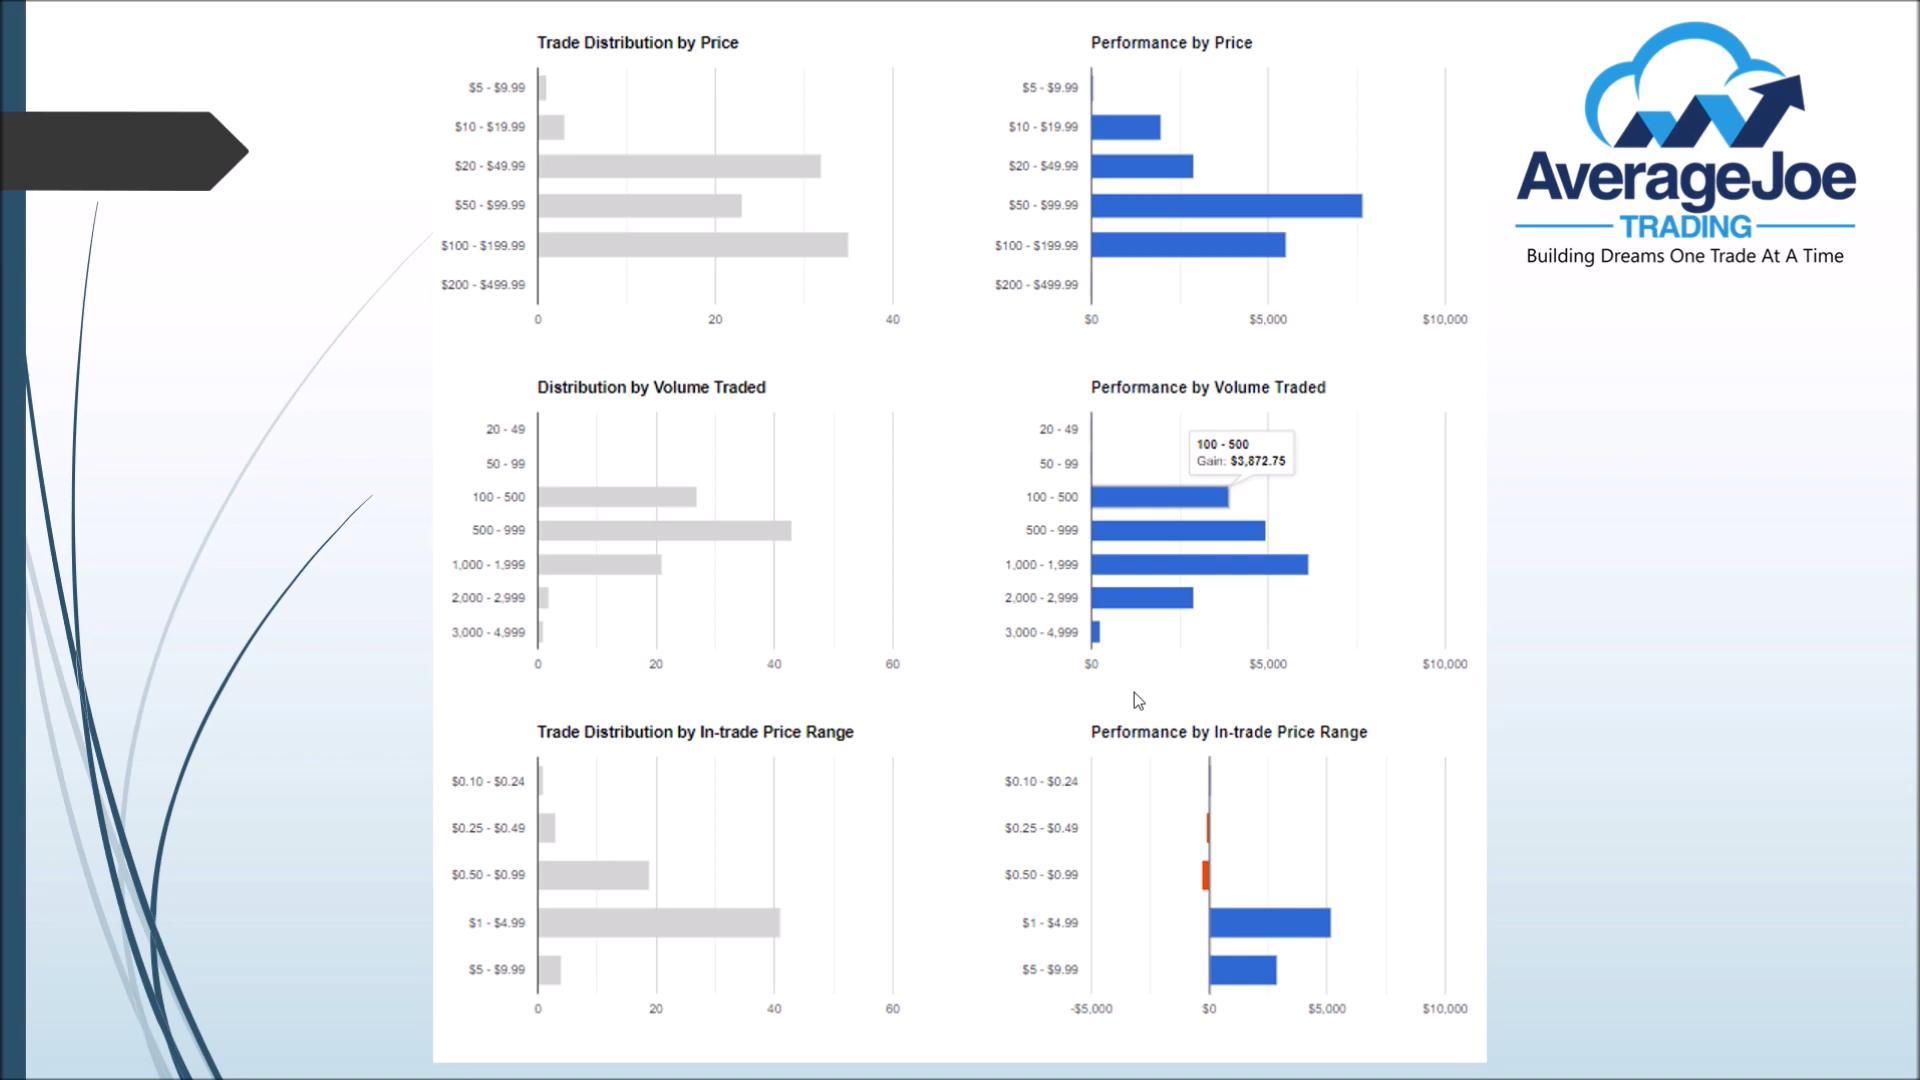 Trade Distribution by Price
$5 - $9.99
$10 - $19.99
$20 - $49.99
$50 - $99.99
$100 - $199.99
$200 - $499.99
0 20 40
Performance by Price
$5 - $9.99
$10 - $19.99
$20 - $49.99
$50 - $99.99
$100 - $199.99
$200 - $499.99
$0 $5,000 $10,000
AverageJoe
TRADING
Building Dreams One Trade At A Time
Distribution by Volume Traded
20 - 49
50 - 99
100 - 500
500 - 999
1,000 - 1,999
2,000 - 2,999
3,000 - 4,999
0 20 40 60
Performance by Volume Traded
20 - 49
50 - 99
100 - 500
500 - 999
1,000 - 1,999
2,000 - 2,999
3,000 - 4,999
100 - 500
Gain: $3,872.75
$0 $5,000 $10,000
Trade Distribution by In-trade Price Range
$0.10 - $0.24
$0.25 - $0.49
$0.50 - $0.99
$1 - $4.99
$5 - $9.99
0 20 40 60
Performance by In-trade Price Range
$0.10 - $0.24
$0.25 - $0.49
$0.50 - $0.99
$1 - $4.99
$5 - $9.99
-$5,000 $0 $5,000 $10,000